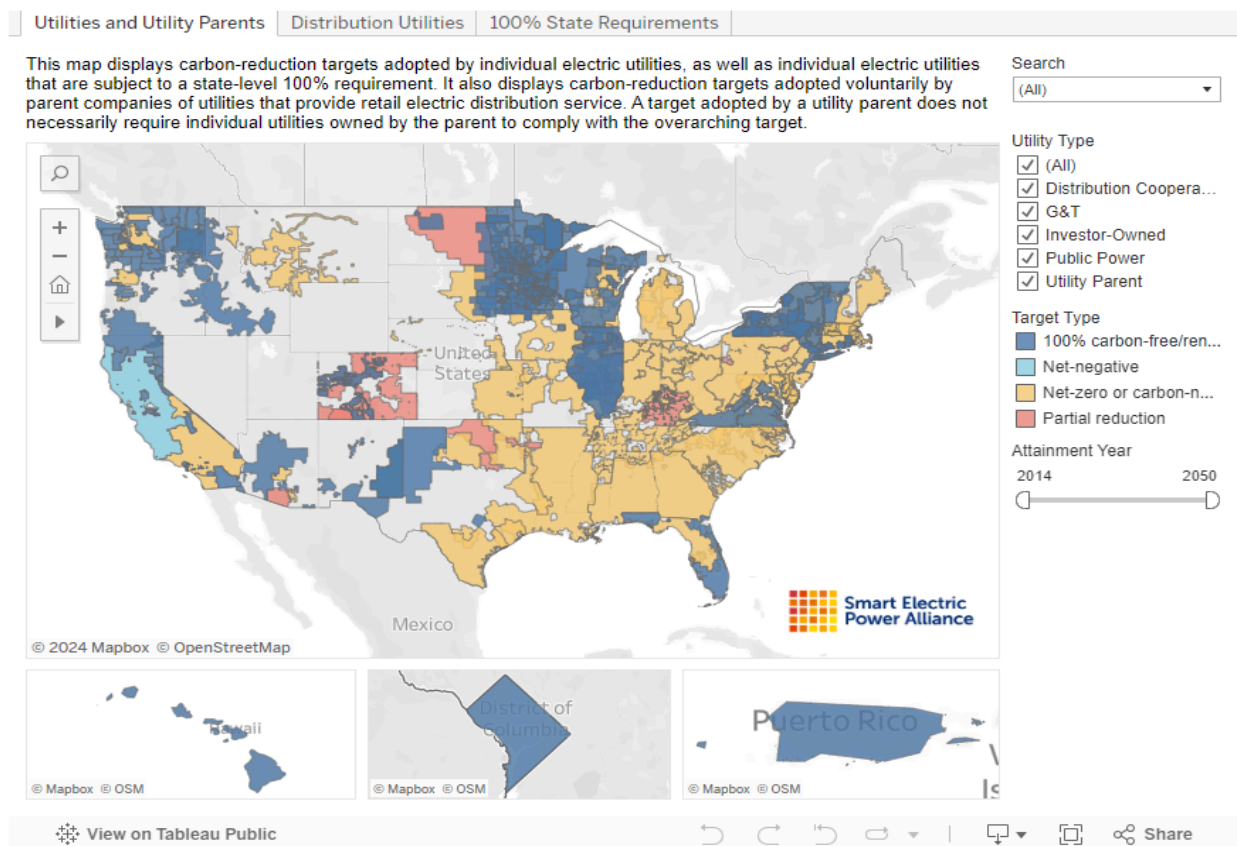 Utilities and Utility Parents
Distribution Utilities
100% State Requirements
This map displays carbon-reduction targets adopted by individual electric utilities, as well as individual electric utilities
that are subject to a state-level 100% requirement. It also displays carbon-reduction targets adopted voluntarily by
parent companies of utilities that provide retail electric distribution service. A target adopted by a utility parent does not
necessarily require individual utilities owned by the parent to comply with the overarching target.
Search
(All)
Utility Type
(All)
Distribution Coopera...
G&T
Investor-Owned
Public Power
Utility Parent
Target Type
100% carbon-free/ren...
Net-negative
Net-zero or carbon-n...
Partial reduction
Attainment Year
2014 2050
United
States
Mexico
Smart Electric
Power Alliance
© 2024 Mapbox © OpenStreetMap
Hawaii
© Mapbox © OSM
District of
Columbia
© Mapbox © OSM
Puerto Rico
V
Is
© Mapbox © OSM
View on Tableau Public
Share